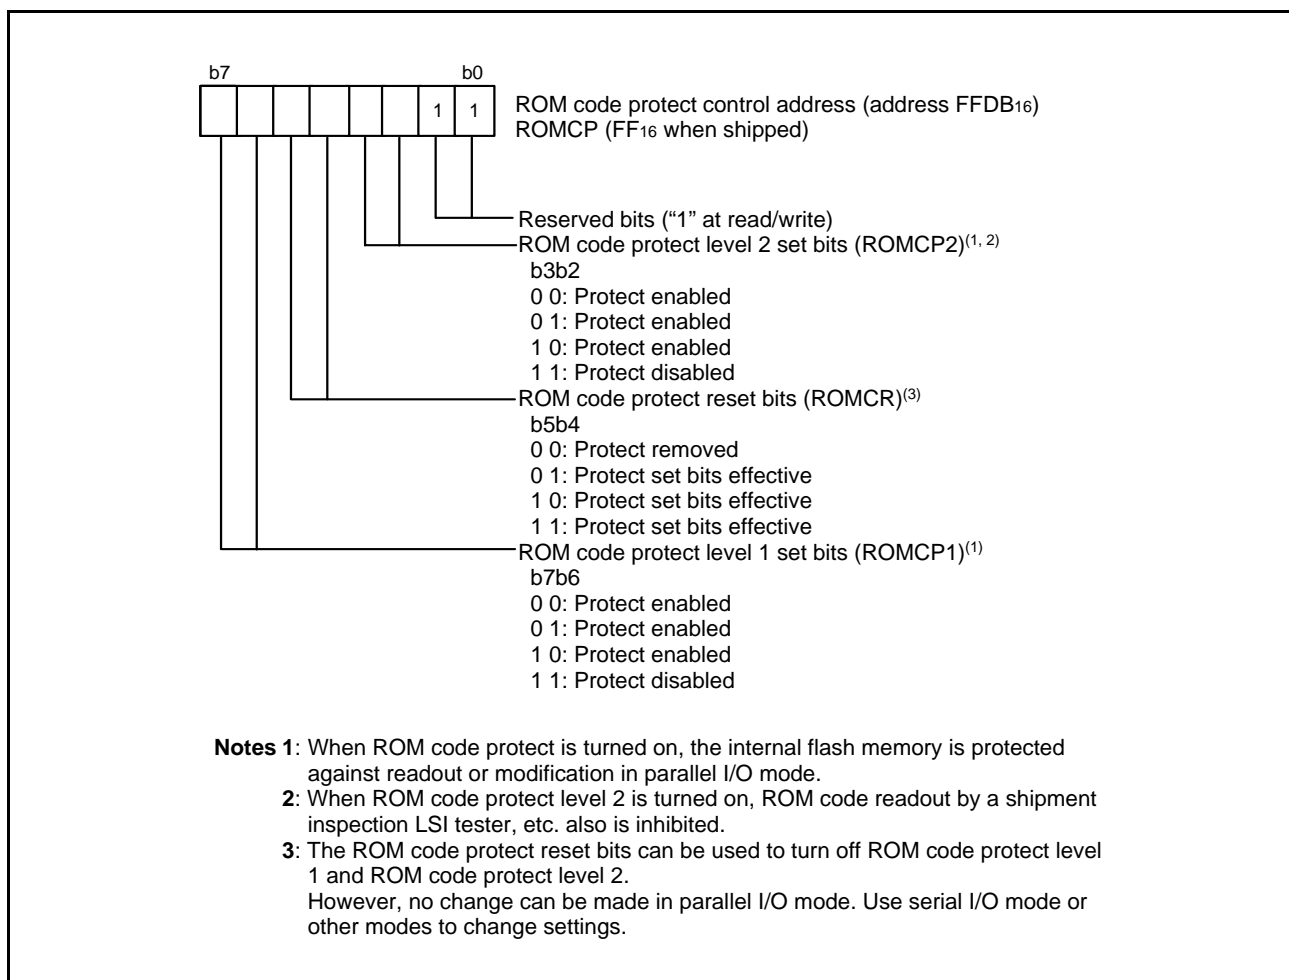 b7 b0
1 1
ROM code protect control address (address FFDB16)
ROMCP (FF16 when shipped)
Reserved bits (“1” at read/write)
ROM code protect level 2 set bits (ROMCP2)(1, 2)
b3b2
0 0: Protect enabled
0 1: Protect enabled
1 0: Protect enabled
1 1: Protect disabled
ROM code protect reset bits (ROMCR)(3)
b5b4
0 0: Protect removed
0 1: Protect set bits effective
1 0: Protect set bits effective
1 1: Protect set bits effective
ROM code protect level 1 set bits (ROMCP1)(1)
b7b6
0 0: Protect enabled
0 1: Protect enabled
1 0: Protect enabled
1 1: Protect disabled
Notes 1: When ROM code protect is turned on, the internal flash memory is protected
against readout or modification in parallel I/O mode.
2: When ROM code protect level 2 is turned on, ROM code readout by a shipment
inspection LSI tester, etc. also is inhibited.
3: The ROM code protect reset bits can be used to turn off ROM code protect level
1 and ROM code protect level 2.
However, no change can be made in parallel I/O mode. Use serial I/O mode or
other modes to change settings.